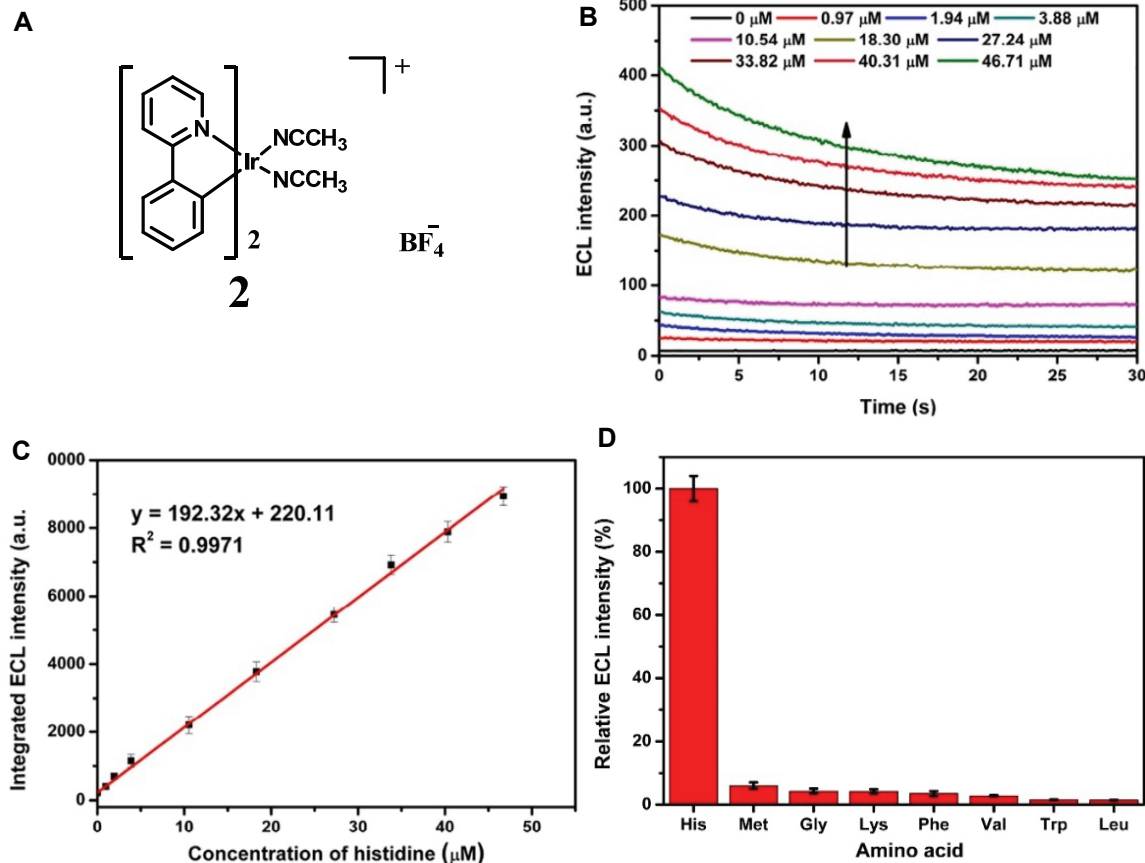 A
N
Ir
NCCH3
NCCH3
+
2
BF4-
2
B
ECL intensity (a.u.)
500
400
300
200
100
0
0 μM 0.97 μM 1.94 μM 3.88 μM
10.54 μM 18.30 μM 27.24 μM
33.82 μM 40.31 μM 46.71 μM
0 5 10 15 20 25 30
Time (s)
C
Integrated ECL intensity (a.u.
0000
8000
6000
4000
2000
0
y = 192.32x + 220.11
R2 = 0.9971
0 10 20 30 40 50
Concentration of histidine (μM)
D
Relative ECL intensity (%)
100
80
60
40
20
0
His Met Gly Lys Phe Val Trp Leu
Amino acid